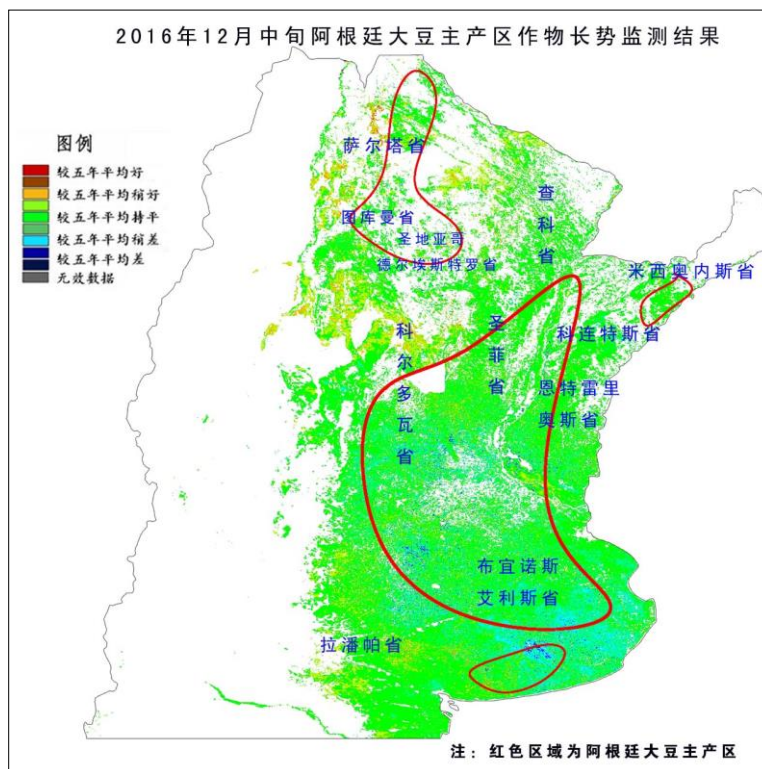 2016年12月中旬阿根廷大豆主产区作物长势监测结果
图例
较五年平均好
较五年平均稍好
较五年平均持平
较五年平均稍差
较五年平均差
无效数据
萨尔塔省
图库曼省
圣地亚哥
德尔埃斯特罗省
查科省
米西奥内斯省
科连特斯省
圣菲省
科尔多瓦省
恩特雷里
奥斯省
布宜诺斯
艾利斯省
拉潘帕省
注：红色区域为阿根廷大豆主产区